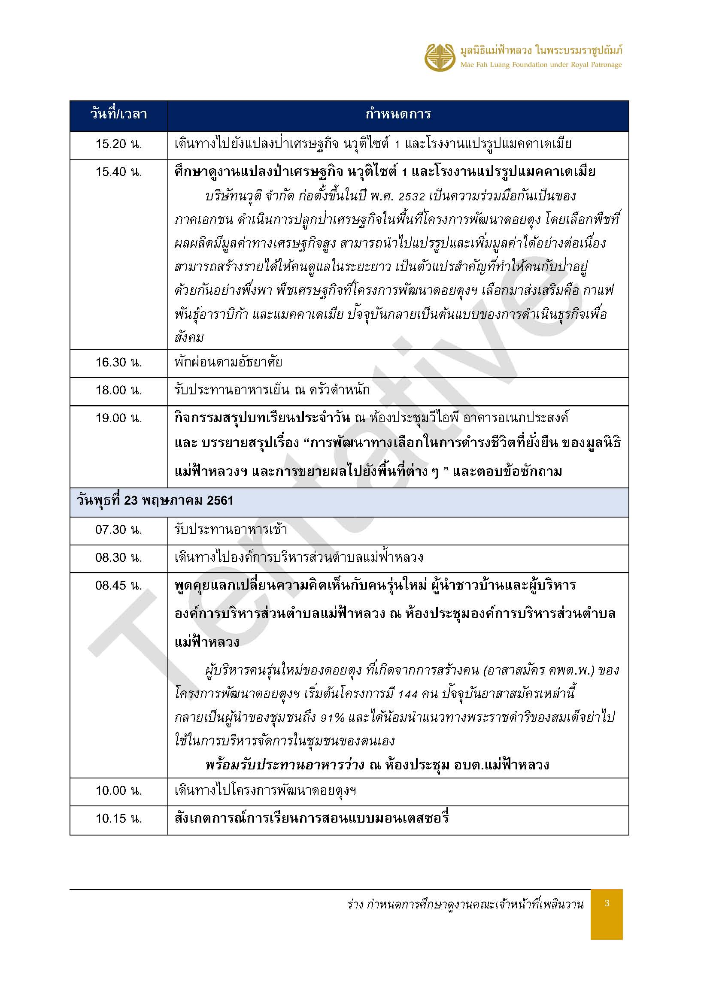 มูลนิธิแม่ฟ้าหลวง ในพระบรมราชูปถัมภ์
Mae Fah Luang Foundation under Royal Patronage
วันที่/เวลา กำหนดการ
15.20 น. เดินทางไปยังแปลงป่าเศรษฐกิจ นวุติไซต์ 1 และโรงงานแปรรูปแมคคาเดเมีย
15.40 น. ศึกษาดูงานแปลงป่าเศรษฐกิจ นวุติไซต์ 1 และโรงงานแปรรูปแมคคาเดเมีย
บริษัทนวุติ จำกัด ก่อตั้งขึ้นในปี พ.ศ. 2532 เป็นความร่วมมือกันเป็นของ
ภาคเอกชน ดำเนินการปลูกป่าเศรษฐกิจในพื้นที่โครงการพัฒนาดอยตุง โดยเลือกพืชที่
ผลผลิตมีมูลค่าทางเศรษฐกิจสูง สามารถนำไปแปรรูปและเพิ่มมูลค่าได้อย่างต่อเนื่อง
สามารถสร้างรายได้ให้คนดูแลในระยะยาว เป็นตัวแปรสำคัญที่ทำให้คนกับป่าอยู่
ด้วยกันอย่างพึ่งพา พืชเศรษฐกิจที่โครงการพัฒนาดอยตุงฯ เลือกมาส่งเสริมคือ กาแฟ
พันธุ์อาราบิก้า และแมคคาเดเมีย ปัจจุบันกลายเป็นต้นแบบของการดำเนินธุรกิจเพื่อ
สังคม
16.30 น. พักผ่อนตามอัธยาศัย
18.00 น. รับประทานอาหารเย็น ณ ครัวตำหนัก
19.00 น. กิจกรรมสรุปบทเรียนประจำวัน ณ ห้องประชุมวีไอพี อาคารอเนกประสงค์
และ บรรยายสรุปเรื่อง “การพัฒนาทางเลือกในการดำรงชีวิตที่ยั่งยืน ของมูลนิธิ
แม่ฟ้าหลวงฯ และการขยายผลไปยังพื้นที่ต่าง ๆ ” และตอบข้อซักถาม
วันพุธที่ 23 พฤษภาคม 2561
07.30 น. รับประทานอาหารเช้า
08.30 น. เดินทางไปองค์การบริหารส่วนตำบลแม่ฟ้าหลวง
08.45 น. พูดคุยแลกเปลี่ยนความคิดเห็นกับคนรุ่นใหม่ ผู้นำชาวบ้านและผู้บริหาร
องค์การบริหารส่วนตำบลแม่ฟ้าหลวง ณ ห้องประชุมองค์การบริหารส่วนตำบล
แม่ฟ้าหลวง
ผู้บริหารคนรุ่นใหม่ของดอยตุง ที่เกิดจากการสร้างคน (อาสาสมัคร คพต.พ.) ของ
โครงการพัฒนาดอยตุงฯ เริ่มต้นโครงการมี 144 คน ปัจจุบันอาสาสมัครเหล่านี้
กลายเป็นผู้นำของชุมชนถึง 91% และได้น้อมนำแนวทางพระราชดำริของสมเด็จย่าไป
ใช้ในการบริหารจัดการในชุมชนของตนเอง
พร้อมรับประทานอาหารว่าง ณ ห้องประชุม อบต.แม่ฟ้าหลวง
10.00 น. เดินทางไปโครงการพัฒนาดอยตุงฯ
10.15 น. สังเกตการณ์การเรียนการสอนแบบมอนเตสซอรี่
Tentative
ร่าง กำหนดการศึกษาดูงานคณะเจ้าหน้าที่เพลินวาน 3